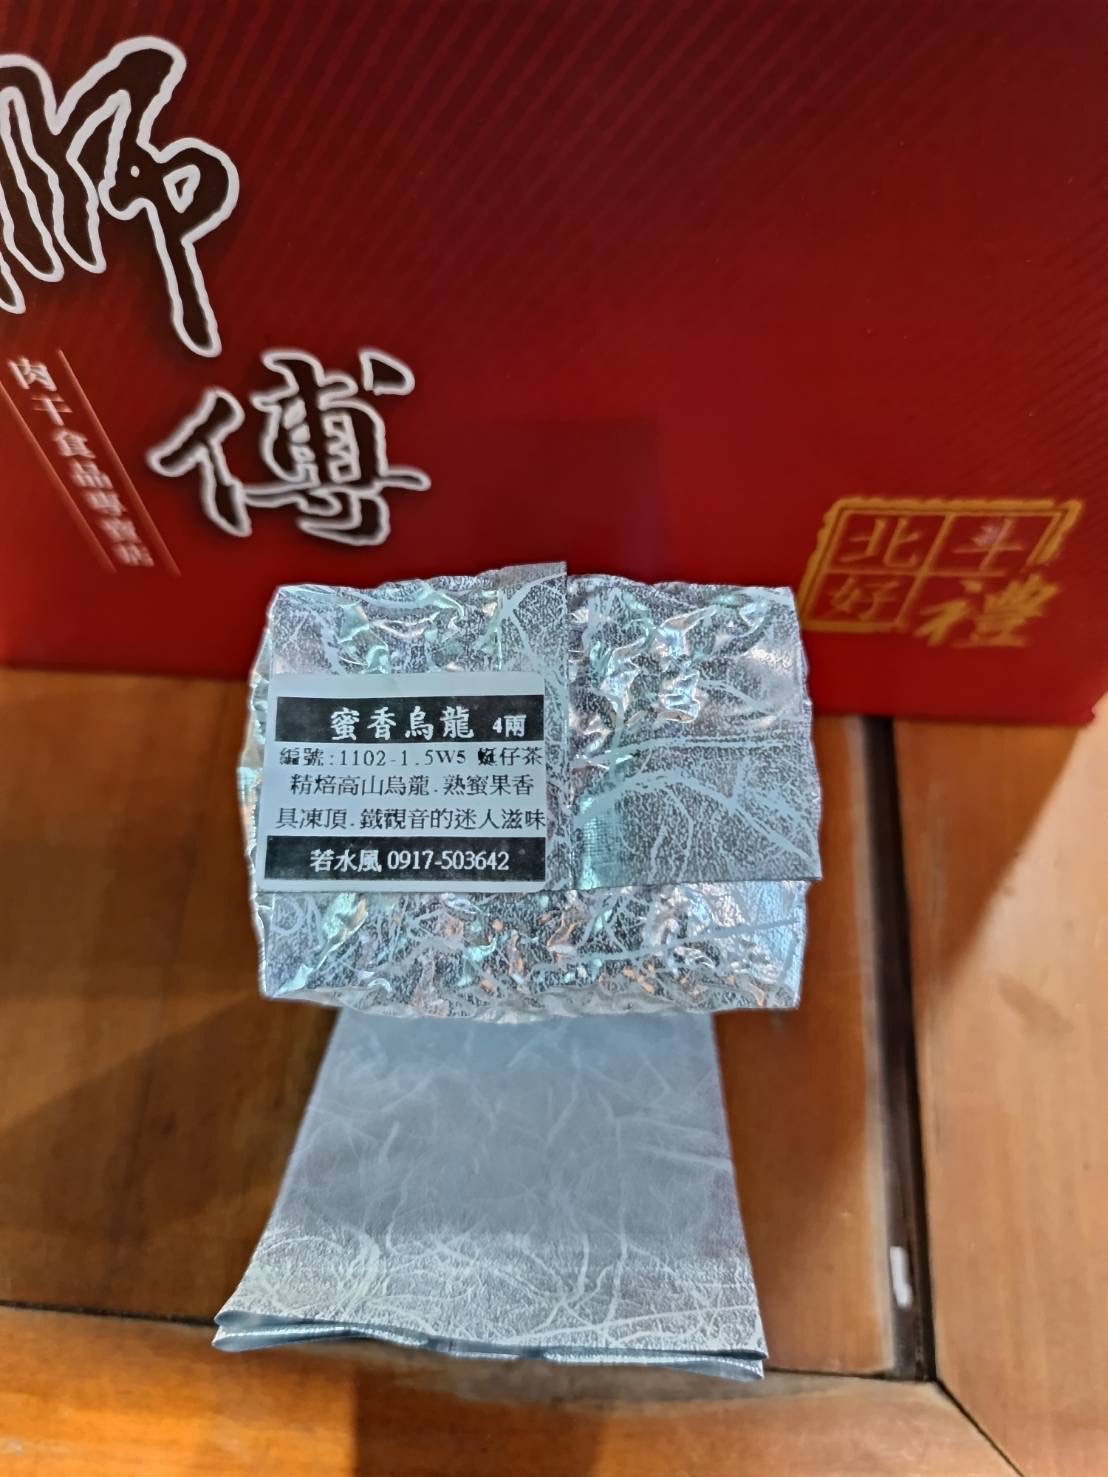 師
傅
肉干食品專賣店
北
好
禮
蜜香烏龍 4兩
編號:1102-1.5W5 蜒仔茶
精焙高山烏龍.熟蜜果香
具凍頂.鐵觀音的迷人滋味
若水風 0917-503642